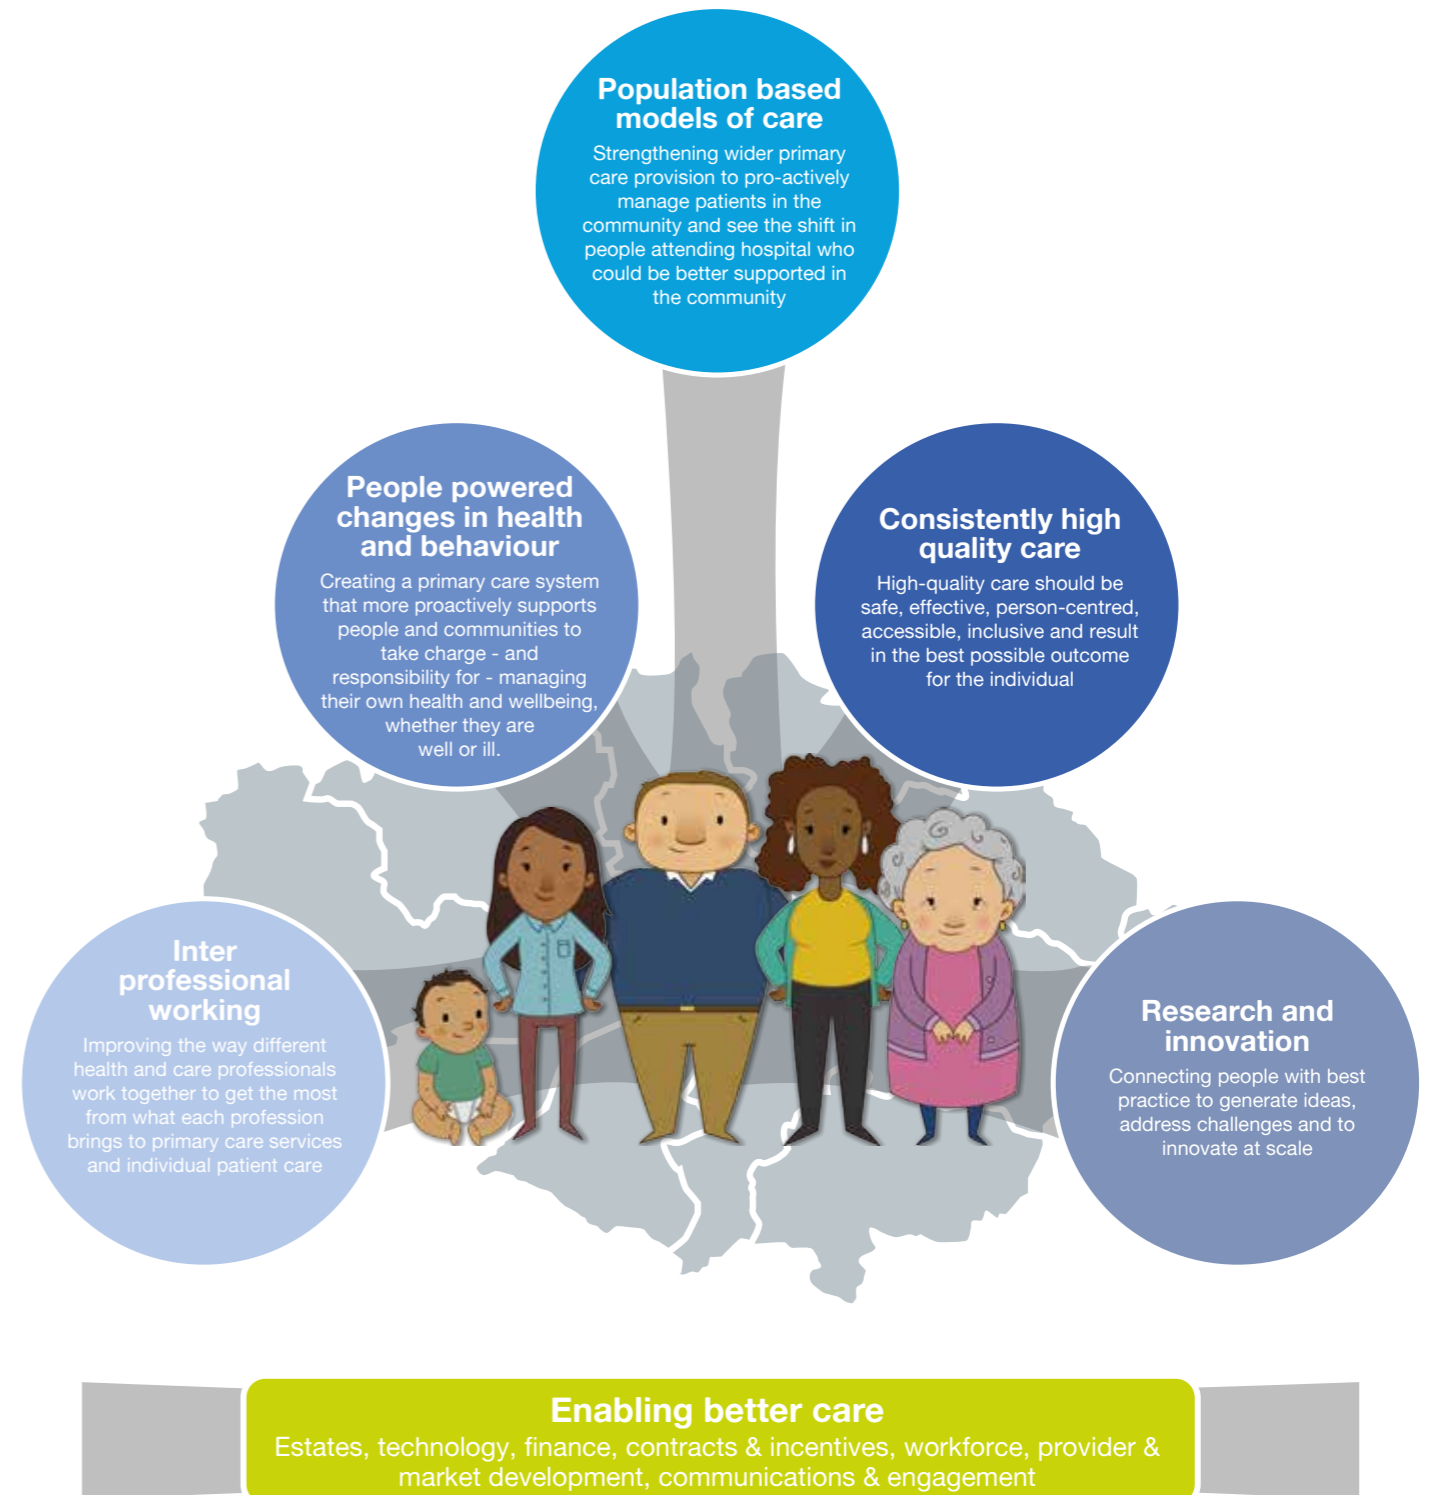 Population based
models of care
Strengthening wider primary
care provision to pro-actively
manage patients in the
community and see the shift in
people attending hospital who
could be better supported in
the community
People powered
changes in health
and behaviour
Creating a primary care system
that more proactively supports
people and communities to
take charge - and
responsibility for - managing
their own health and wellbeing,
whether they are
well or ill.
Consistently high
quality care
High-quality care should be
safe, effective, person-centred,
accessible, inclusive and result
in the best possible outcome
for the individual
Inter
professional
working
Improving the way different
health and care professionals
work together to get the most
from what each profession
brings to primary care services
and individual patient care
Research and
innovation
Connecting people with best
practice to generate ideas,
address challenges and to
innovate at scale
Enabling better care
Estates, technology, finance, contracts & incentives, workforce, provider &
market development, communications & engagement